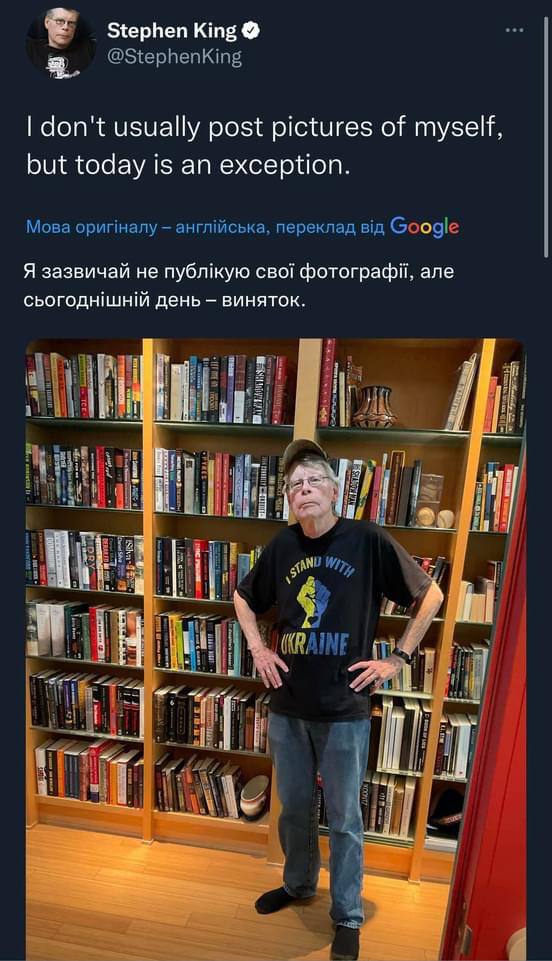 Stephen King
@StephenKing
I don't usually post pictures of myself,
but today is an exception.
Мова оригіналу – англійська, переклад від Google
Я зазвичай не публікую свої фотографії, але
сьогоднішній день – виняток.
I STAND WITH
UKRAINE